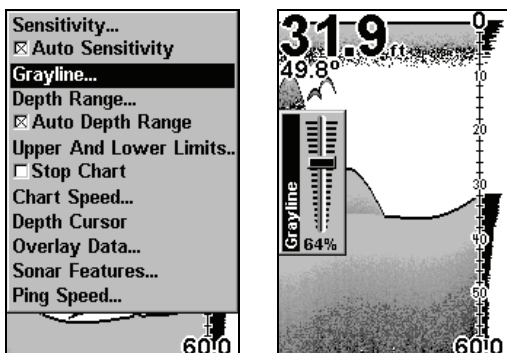 Sensitivity...
Auto Sensitivity
Grayline...
Depth Range...
Auto Depth Range
Upper And Lower Limits..
Stop Chart
Chart Speed...
Depth Cursor
Overlay Data...
Sonar Features...
Ping Speed...
60.0
31.9 ft
49.8º
0
10
20
30
40
50
60.0
Grayline
64%